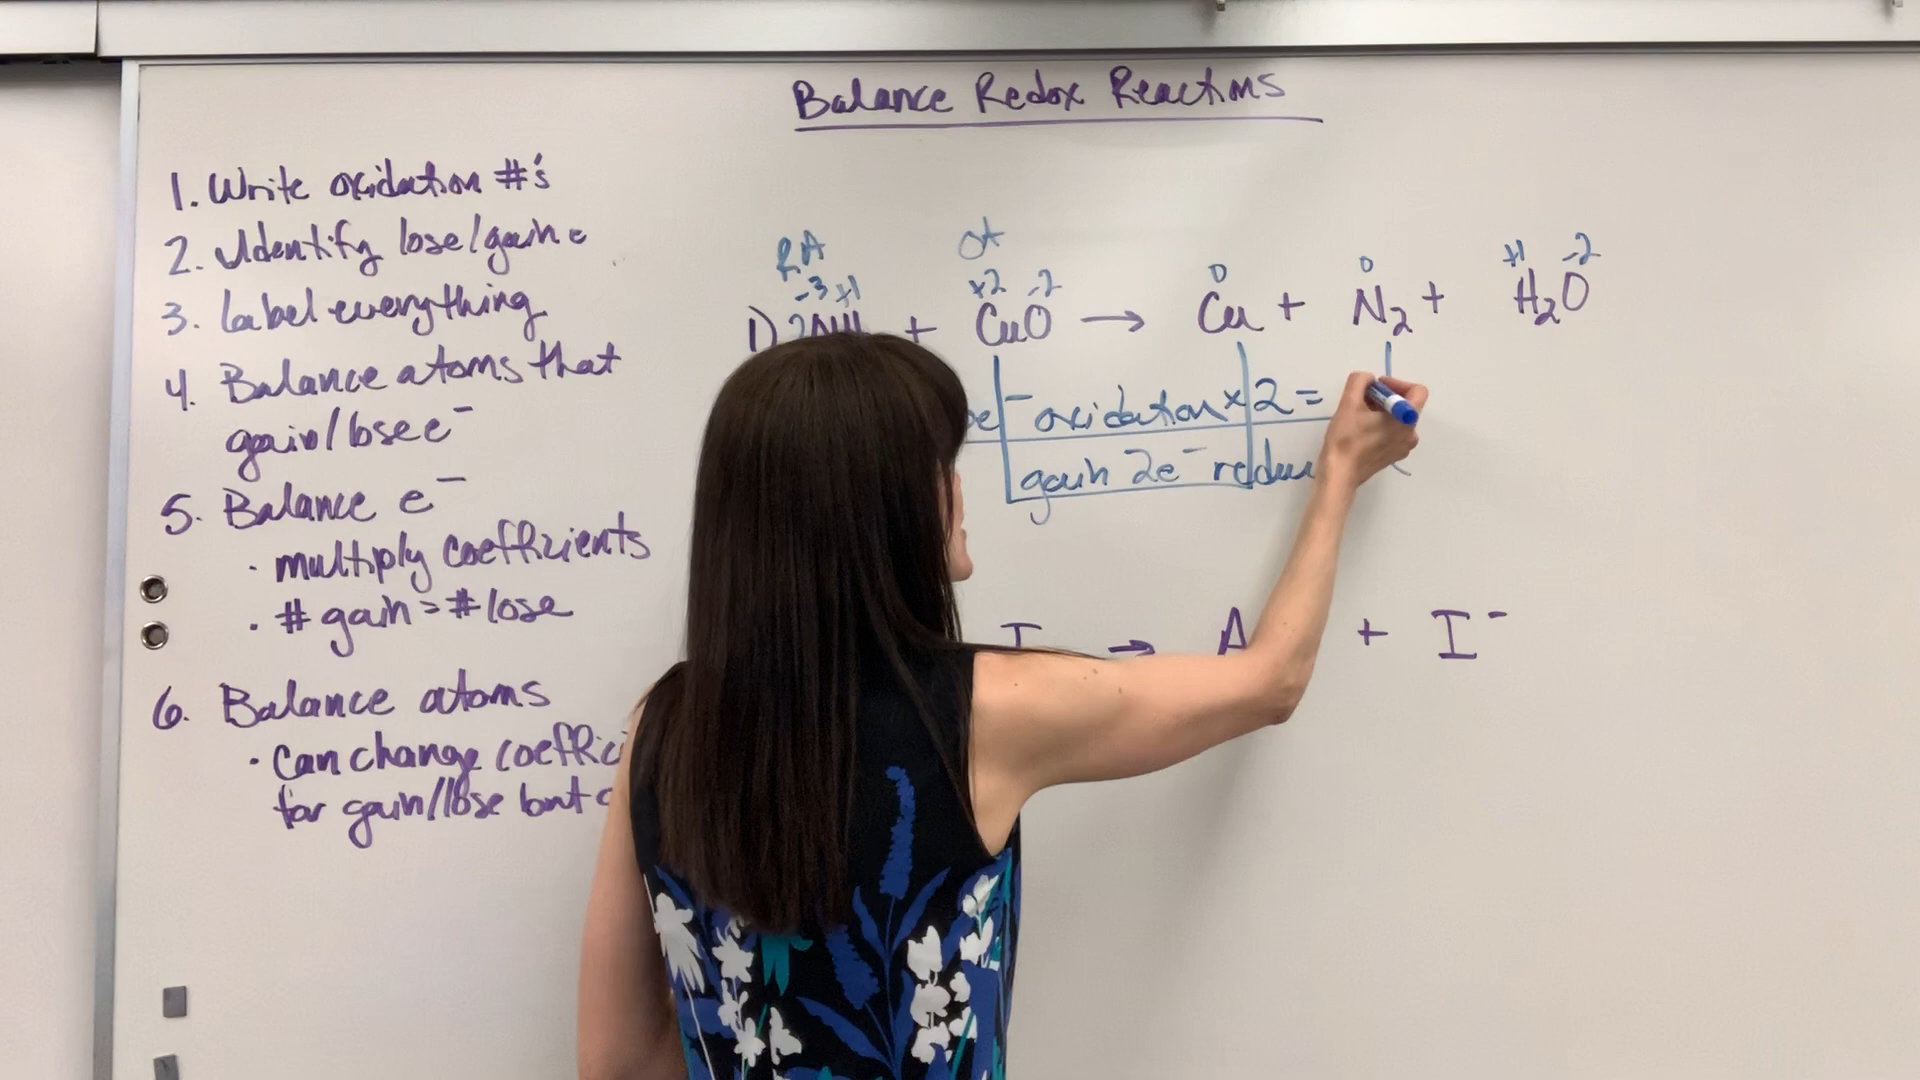 Balance Redox Reactions
1. Write oxidation #'s
2. Identify lose/gain e
3. Label everything
4. Balance atoms that
gain/lose e⁻
5. Balance e⁻
· multiply coefficients
· # gain = # lose
6. Balance atoms
· Can change coeffici
for gain/lose but
RA OA
-3 +1 +2 -2 0 0 +1 -2
1) 2NH + CuO → Cu + N₂ + H₂O
e⁻ oxidation x 2 =
gain 2e⁻ redu
I → A + I⁻